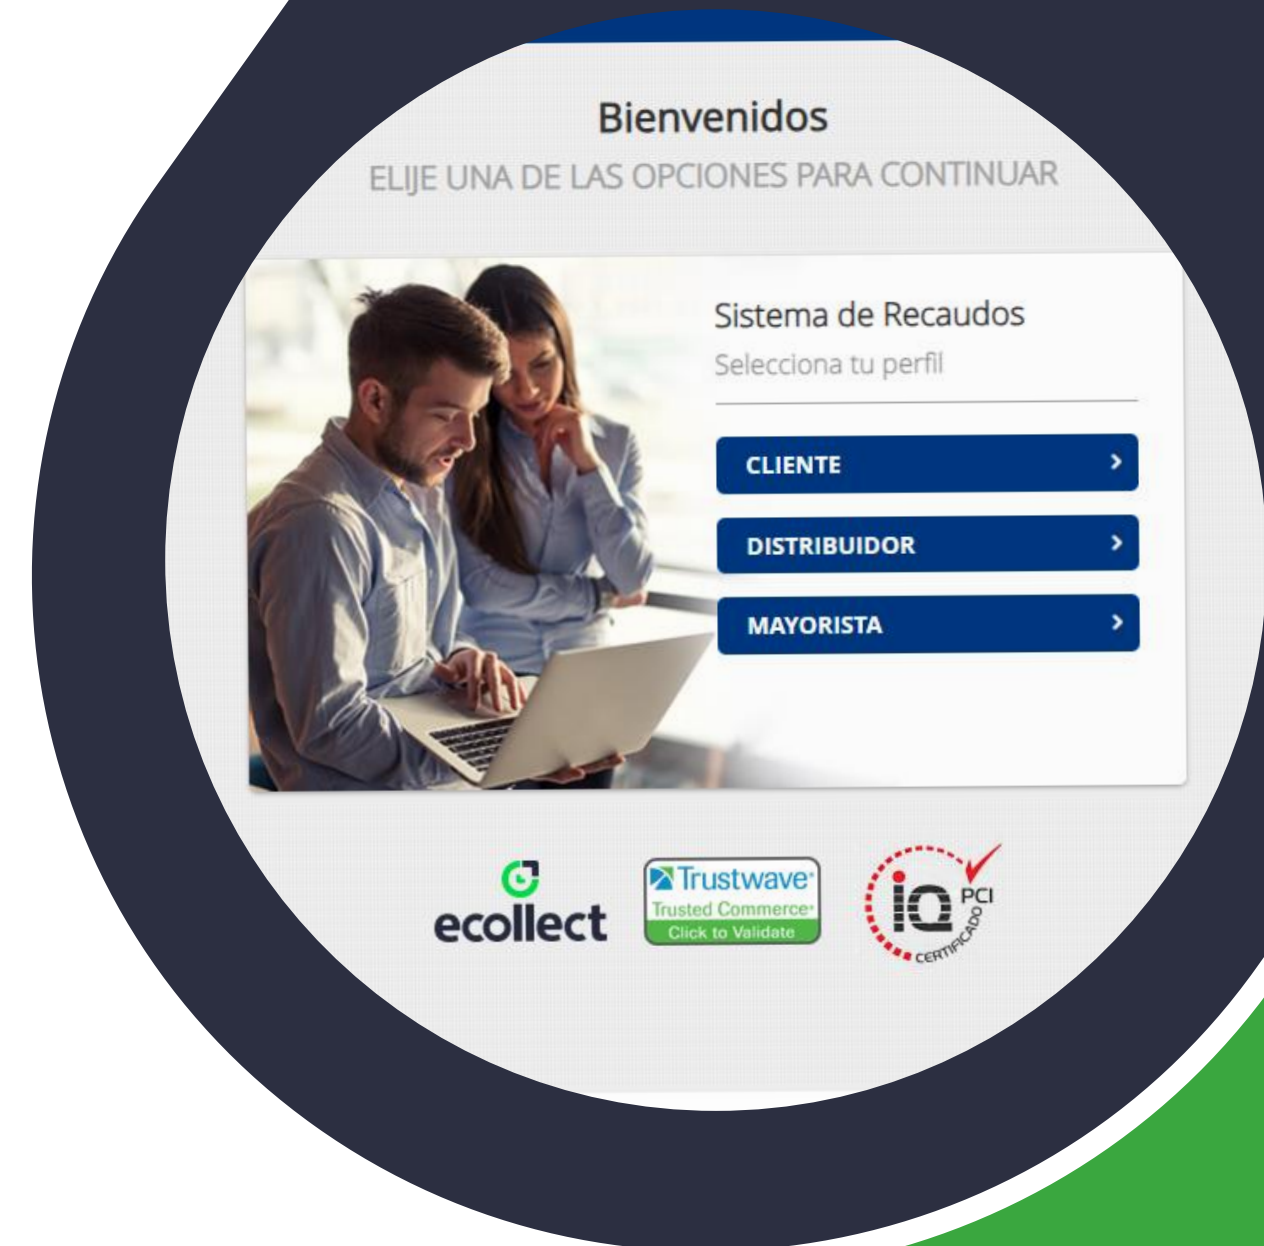 Bienvenidos
ELIJE UNA DE LAS OPCIONES PARA CONTINUAR
Sistema de Recaudos
Selecciona tu perfil
CLIENTE
DISTRIBUIDOR
MAYORISTA
ecollect
Trustwave
Trusted Commerce
Click to Validate
iQ
PCI
CERTIFICADO